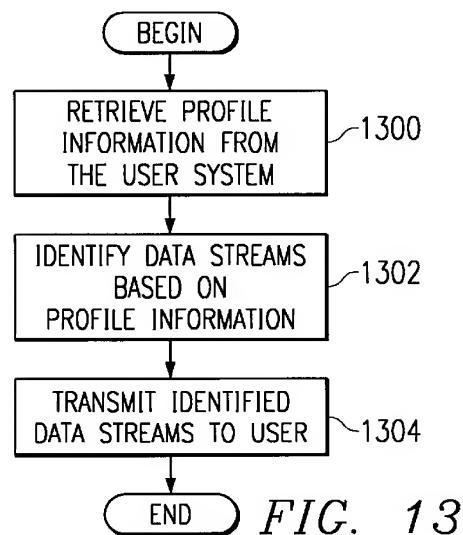 BEGIN
RETRIEVE PROFILE
INFORMATION FROM
THE USER SYSTEM
1300
IDENTIFY DATA STREAMS
BASED ON
PROFILE INFORMATION
1302
TRANSMIT IDENTIFIED
DATA STREAMS TO USER
1304
END
FIG. 13